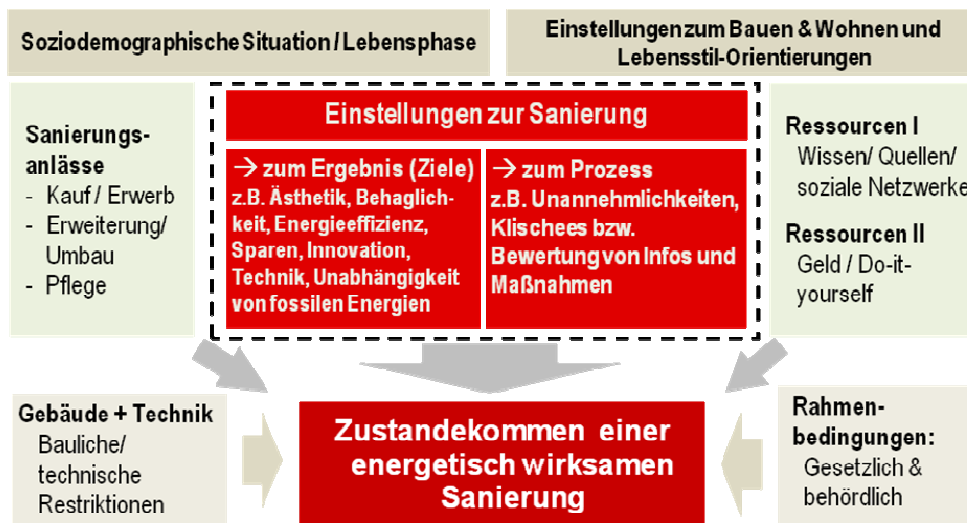 Soziodemographische Situation / Lebensphase
Einstellungen zum Bauen & Wohnen und
Lebensstil-Orientierungen
Sanierungs-
anlässe
- Kauf / Erwerb
- Erweiterung/
Umbau
- Pflege
Einstellungen zur Sanierung
→ zum Ergebnis (Ziele)
z.B. Ästhetik, Behaglich-
keit, Energieeffizienz,
Sparen, Innovation,
Technik, Unabhängigkeit
von fossilen Energien
→ zum Prozess
z.B. Unannehmlichkeiten,
Klischees bzw.
Bewertung von Infos und
Maßnahmen
Ressourcen I
Wissen/ Quellen/
soziale Netzwerke
Ressourcen II
Geld / Do-it-
yourself
Gebäude + Technik
Bauliche/
technische
Restriktionen
Zustandekommen einer
energetisch wirksamen
Sanierung
Rahmen-
bedingungen:
Gesetzlich &
behördlich